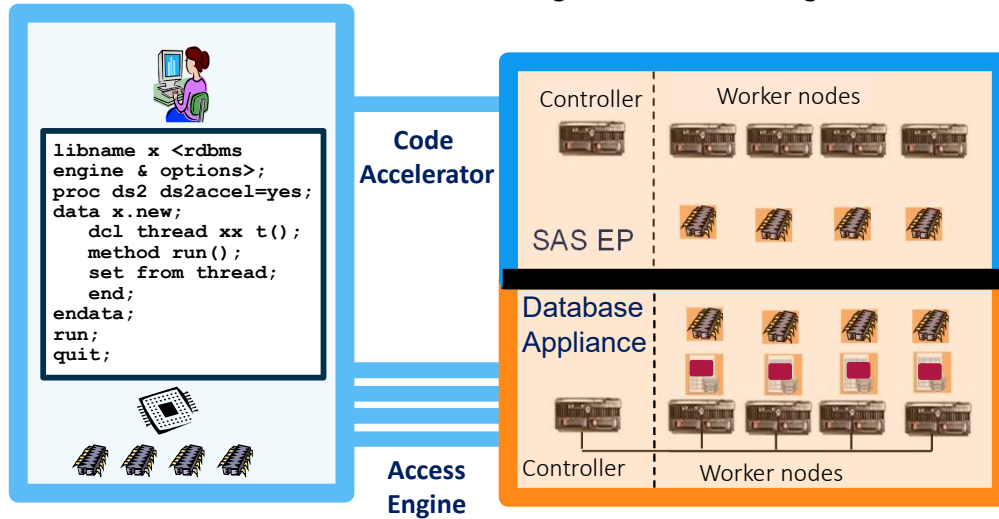 libname x <rdbms
engine & options>;
proc ds2 ds2accel=yes;
data x.new;
dcl thread xx t();
method run();
set from thread;
end;
endata;
run;
quit;
Code
Accelerator
Access
Engine
Controller
Worker nodes
SAS EP
Database
Appliance
Controller
Worker nodes